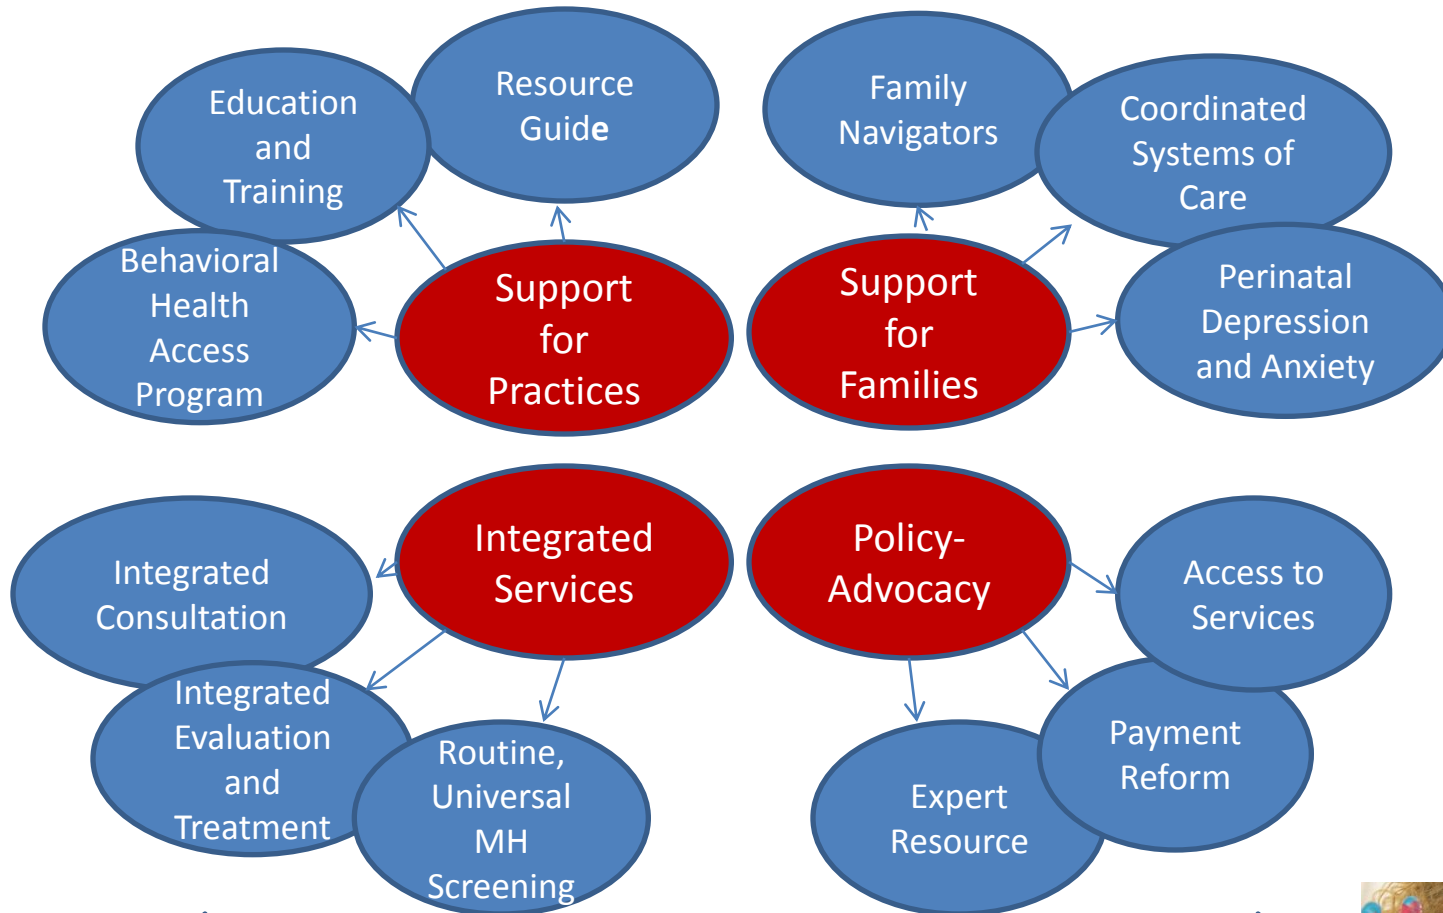 Resource
Guide
Education
and
Training
Behavioral
Health
Access
Program
Support
for
Practices
Family
Navigators
Coordinated
Systems of
Care
Perinatal
Depression
and Anxiety
Support
for
Families
Integrated
Services
Integrated
Consultation
Integrated
Evaluation
and
Treatment
Routine,
Universal
MH
Screening
Policy-
Advocacy
Access to
Services
Payment
Reform
Expert
Resource